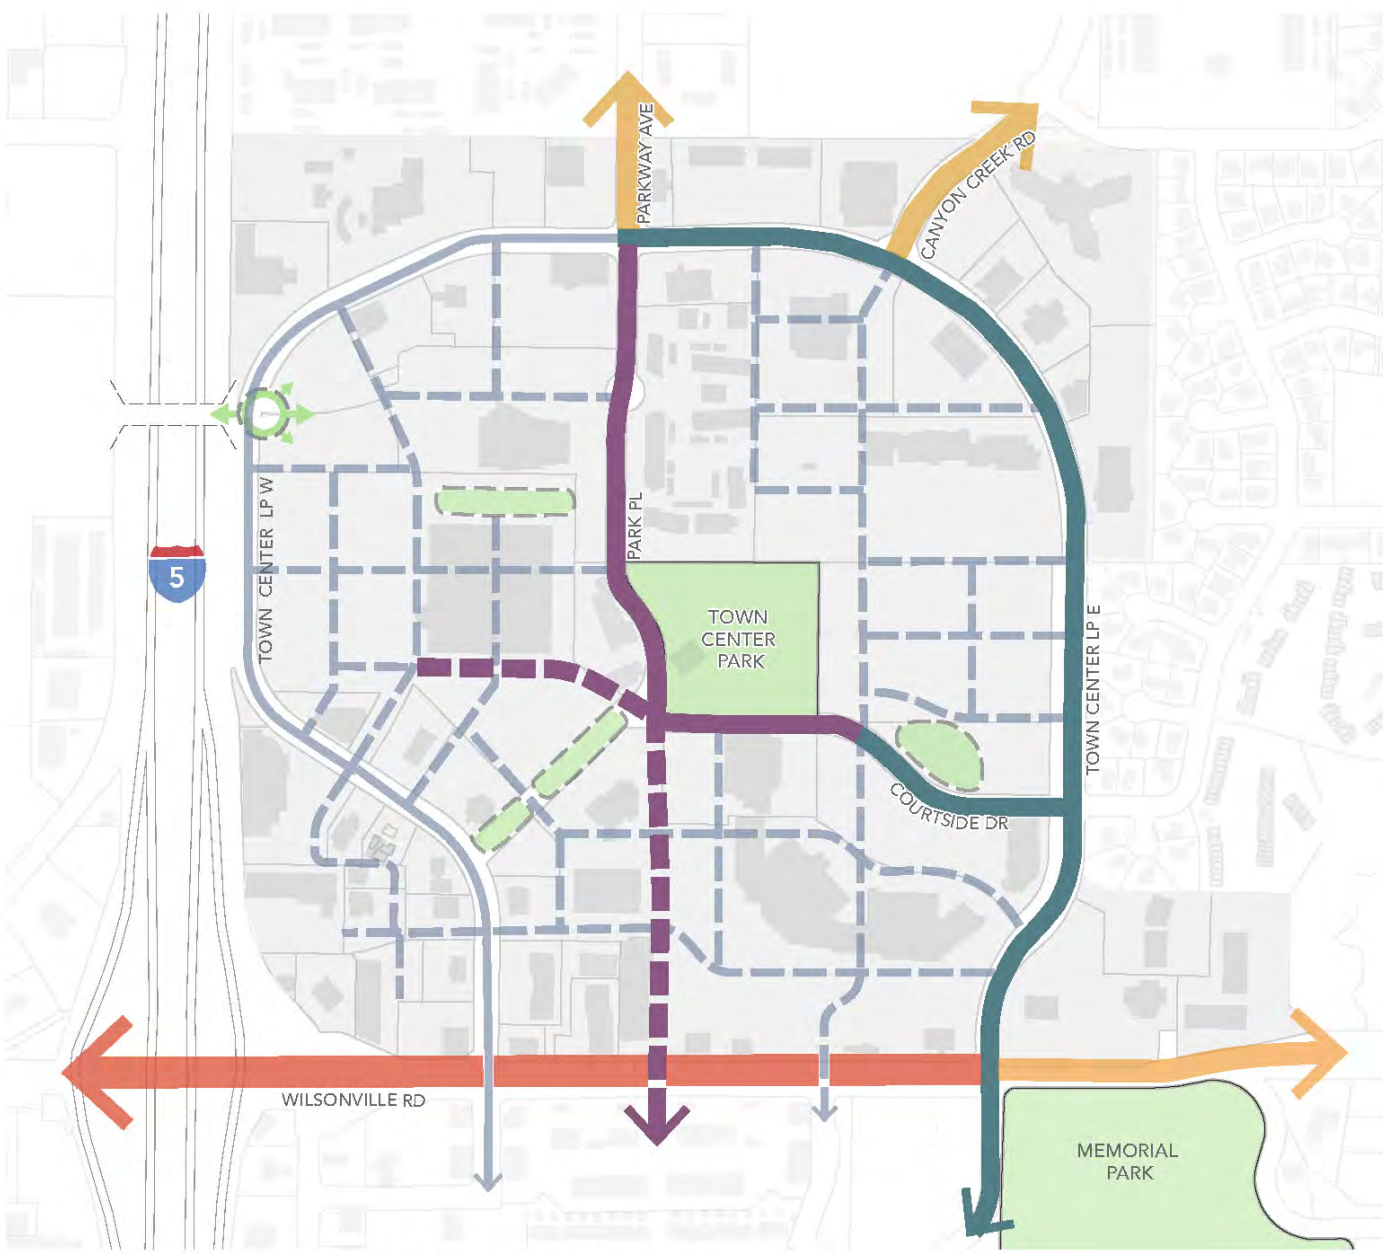 PARKWAY AVE
CANYON CREEK RD
TOWN CENTER LP W
PARK PL
5
TOWN
CENTER
PARK
TOWN CENTER LP E
COURTSIDE DR
WILSONVILLE RD
MEMORIAL
PARK